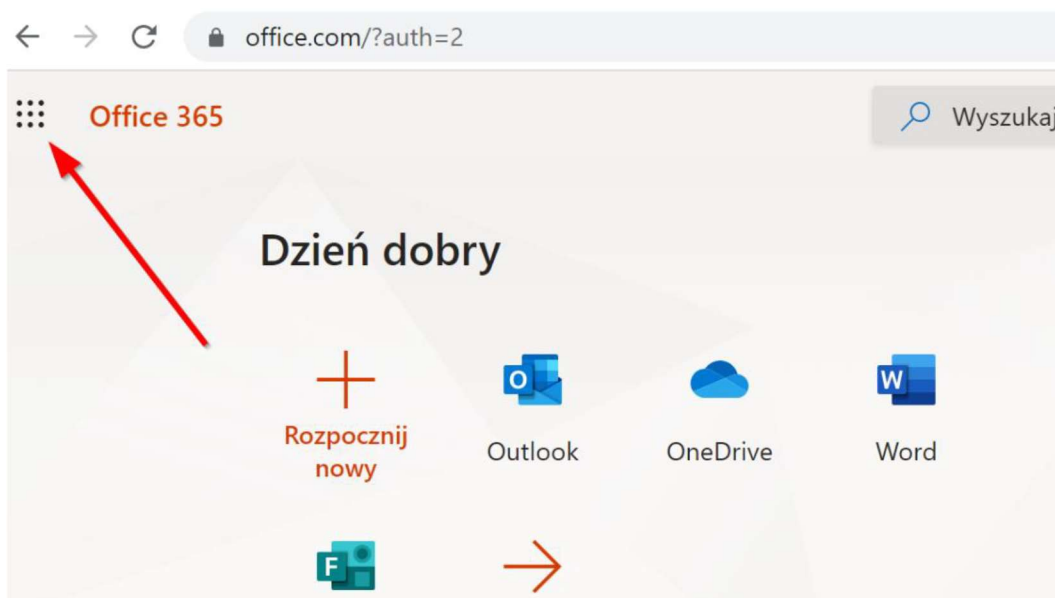 office.com/?auth=2
Office 365
Wyszukaj
Dzień dobry
Rozpocznij
nowy
Outlook
OneDrive
Word